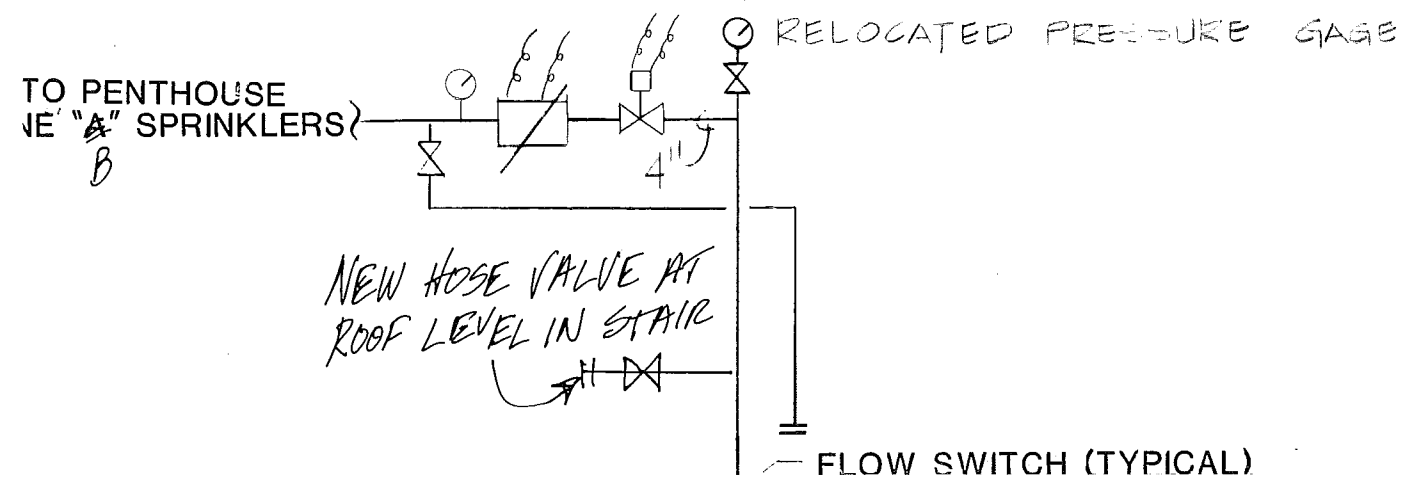 RELOCATED PRESSURE GAGE
TO PENTHOUSE
NE "A" SPRINKLERS
B
4"
NEW HOSE VALVE AT
ROOF LEVEL IN STAIR
FLOW SWITCH (TYPICAL)